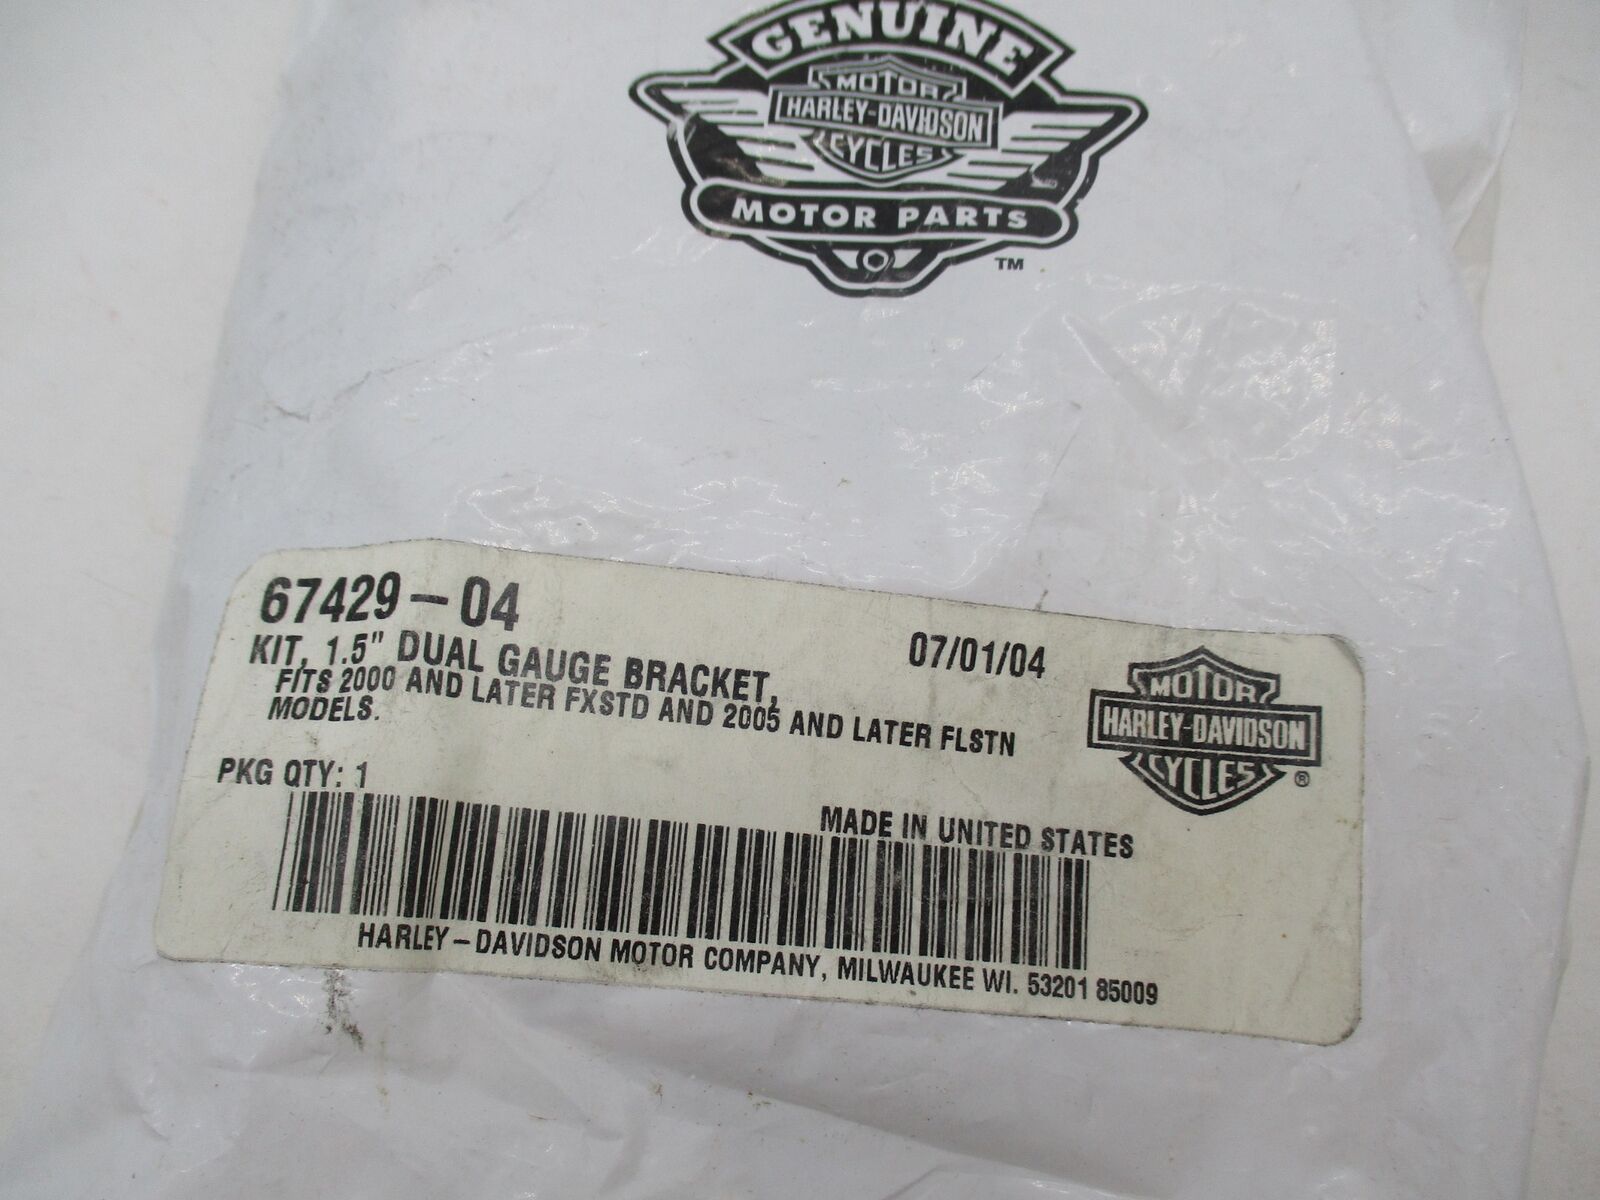 GENUINE
MOTOR
HARLEY-DAVIDSON
CYCLES
MOTOR PARTS
TM
67429-04
07/01/04
KIT, 1.5" DUAL GAUGE BRACKET,
FITS 2000 AND LATER FXSTD AND 2005 AND LATER FLSTN
MODELS.
MOTOR
HARLEY-DAVIDSON
CYCLES
®
PKG QTY: 1
MADE IN UNITED STATES
HARLEY-DAVIDSON MOTOR COMPANY, MILWAUKEE WI. 53201 85009